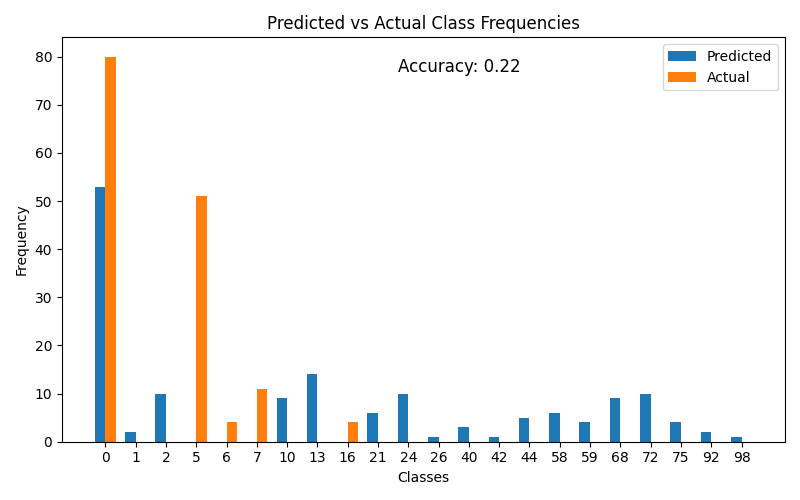 Predicted vs Actual Class Frequencies
Accuracy: 0.22
Predicted
Actual
Frequency
80
70
60
50
40
30
20
10
0
0 1 2 5 6 7 10 13 16 21 24 26 40 42 44 58 59 68 72 75 92 98
Classes